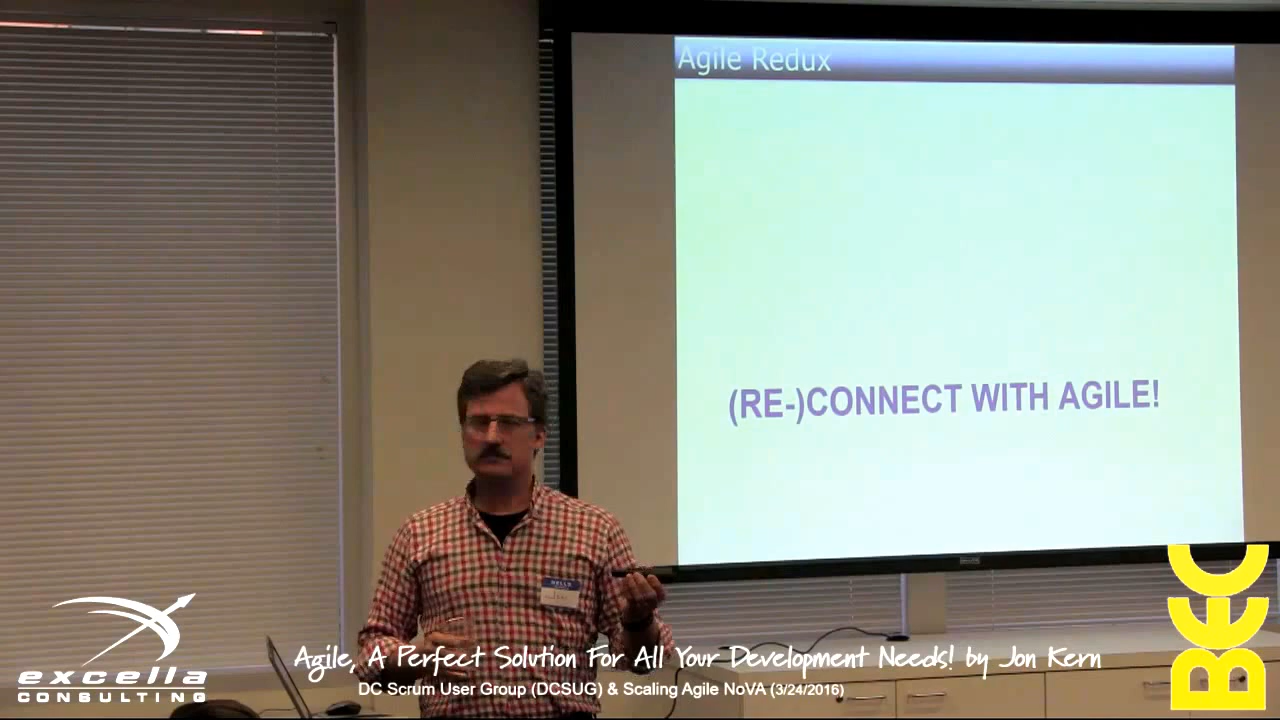 Agile Redux
(RE-)CONNECT WITH AGILE!
HELLO
excella
CONSULTING
Agile, A Perfect Solution For All Your Development Needs! by Jon Kern
DC Scrum User Group (DCSUG) & Scaling Agile NoVA (3/24/2016)